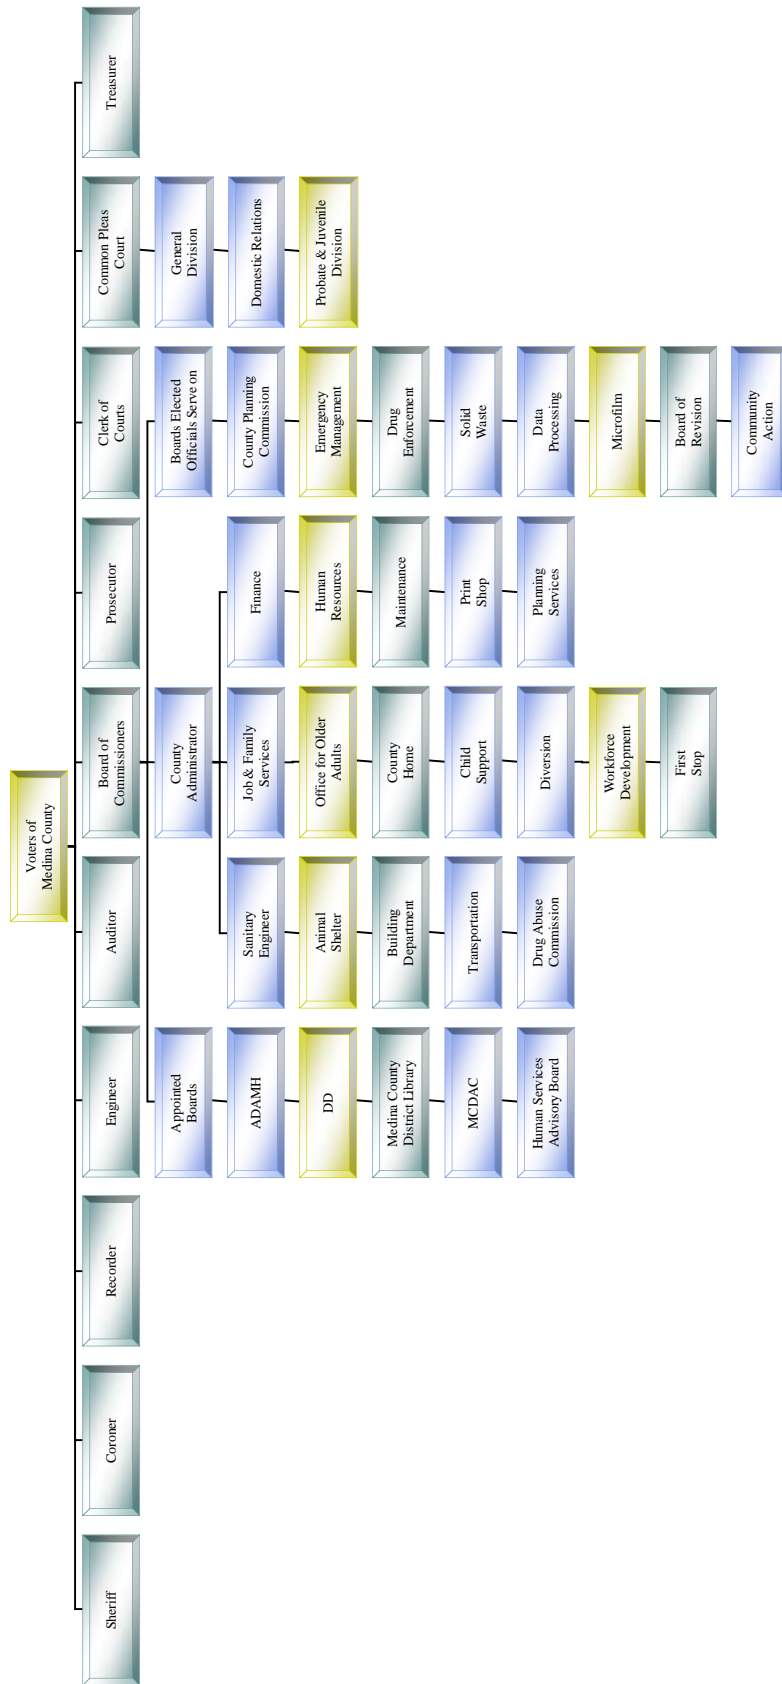 Voters of
Medina County
Sheriff
Coroner
Recorder
Engineer
Auditor
Board of
Commissioners
Prosecutor
Clerk of
Courts
Common Pleas
Court
Treasurer
Appointed
Boards
County
Administrator
Boards Elected
Officials Serve on
General
Division
ADAMH
Sanitary
Engineer
Job & Family
Services
Finance
County Planning
Commission
Domestic Relations
DD
Animal
Shelter
Office for Older
Adults
Human
Resources
Emergency
Management
Probate & Juvenile
Division
Medina County
District Library
Building
Department
County
Home
Maintenance
Drug
Enforcement
MCDAC
Transportation
Child
Support
Print
Shop
Solid
Waste
Human Services
Advisory Board
Drug Abuse
Commission
Diversion
Planning
Services
Data
Processing
Workforce
Development
Microfilm
First
Stop
Board of
Revision
Community
Action